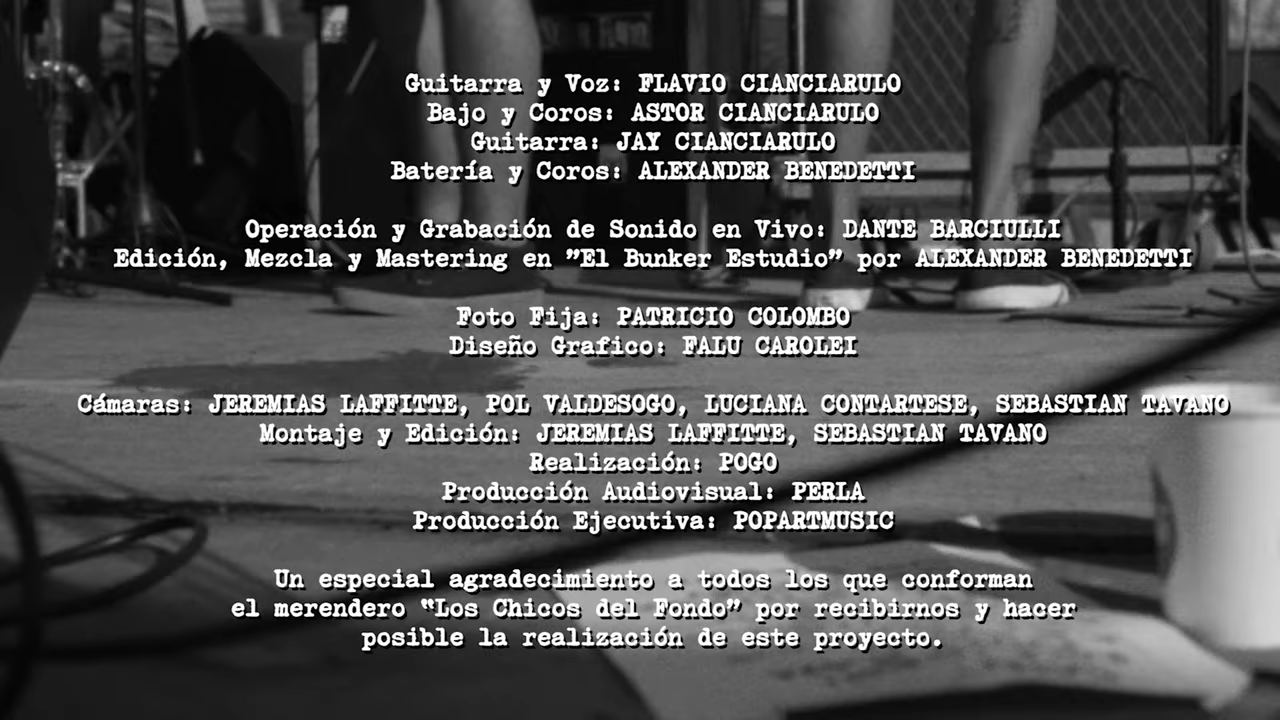 Guitarra y Voz: FLAVIO CIANCIARULO
Bajo y Coros: ASTOR CIANCIARULO
Guitarra: JAY CIANCIARULO
Batería y Coros: ALEXANDER BENEDETTI
Operación y Grabación de Sonido en Vivo: DANTE BARCIULLI
Edición, Mezcla y Mastering en ”El Bunker Estudio” por ALEXANDER BENEDETTI
Foto Fija: PATRICIO COLOMBO
Diseño Grafico: FALU CAROLEI
Cámaras: JEREMIAS LAFFITTE, POL VALDESOGO, LUCIANA CONTARTESE, SEBASTIAN TAVANO
Montaje y Edición: JEREMIAS LAFFITTE, SEBASTIAN TAVANO
Realización: POGO
Producción Audiovisual: PERLA
Producción Ejecutiva: POPARTMUSIC
Un especial agradecimiento a todos los que conforman
el merendero “Los Chicos del Fondo” por recibirnos y hacer
posible la realización de este proyecto.